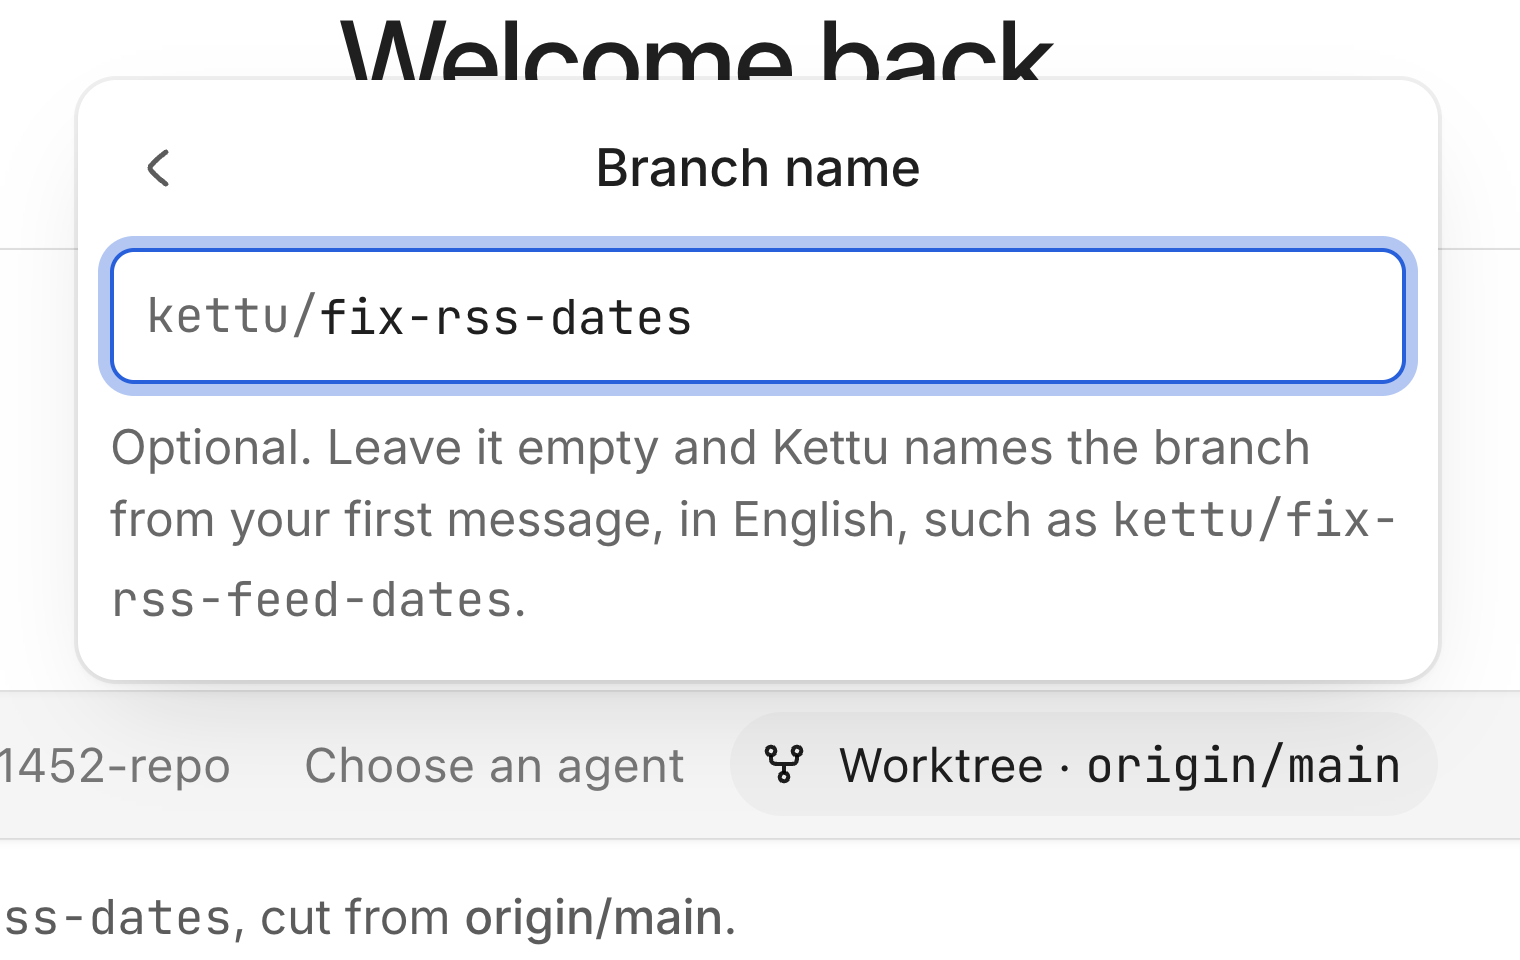 Welcome back
Branch name
kettu/fix-rss-dates
Optional. Leave it empty and Kettu names the branch
from your first message, in English, such as kettu/fix-
rss-feed-dates.
1452-repo
Choose an agent
Worktree · origin/main
ss-dates, cut from origin/main.